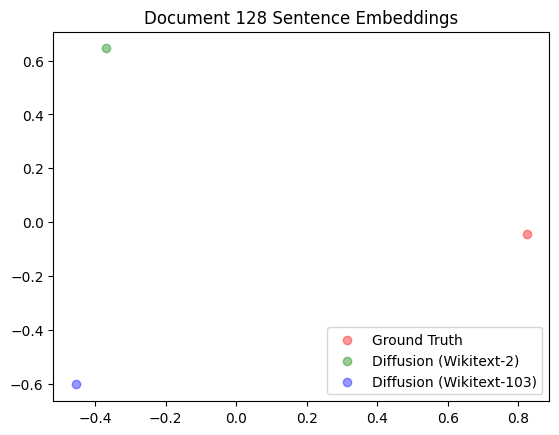 Document 128 Sentence Embeddings
0.6
0.4
0.2
0.0
−0.2
−0.4
−0.6
Ground Truth
Diffusion (Wikitext-2)
Diffusion (Wikitext-103)
−0.4 −0.2 0.0 0.2 0.4 0.6 0.8